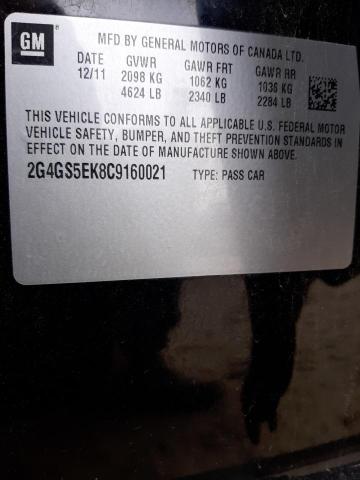 GM
MFD BY GENERAL MOTORS OF CANADA LTD.
DATE GVWR GAWR FRT GAWR RR
12/11 2098 KG 1062 KG 1036 KG
4624 LB 2340 LB 2284 LB
THIS VEHICLE CONFORMS TO ALL APPLICABLE U.S. FEDERAL MOTOR
VEHICLE SAFETY, BUMPER, AND THEFT PREVENTION STANDARDS
IN EFFECT ON THE DATE OF MANUFACTURE SHOWN ABOVE.
2G4GS5EK8C9160021 TYPE: PASS CAR